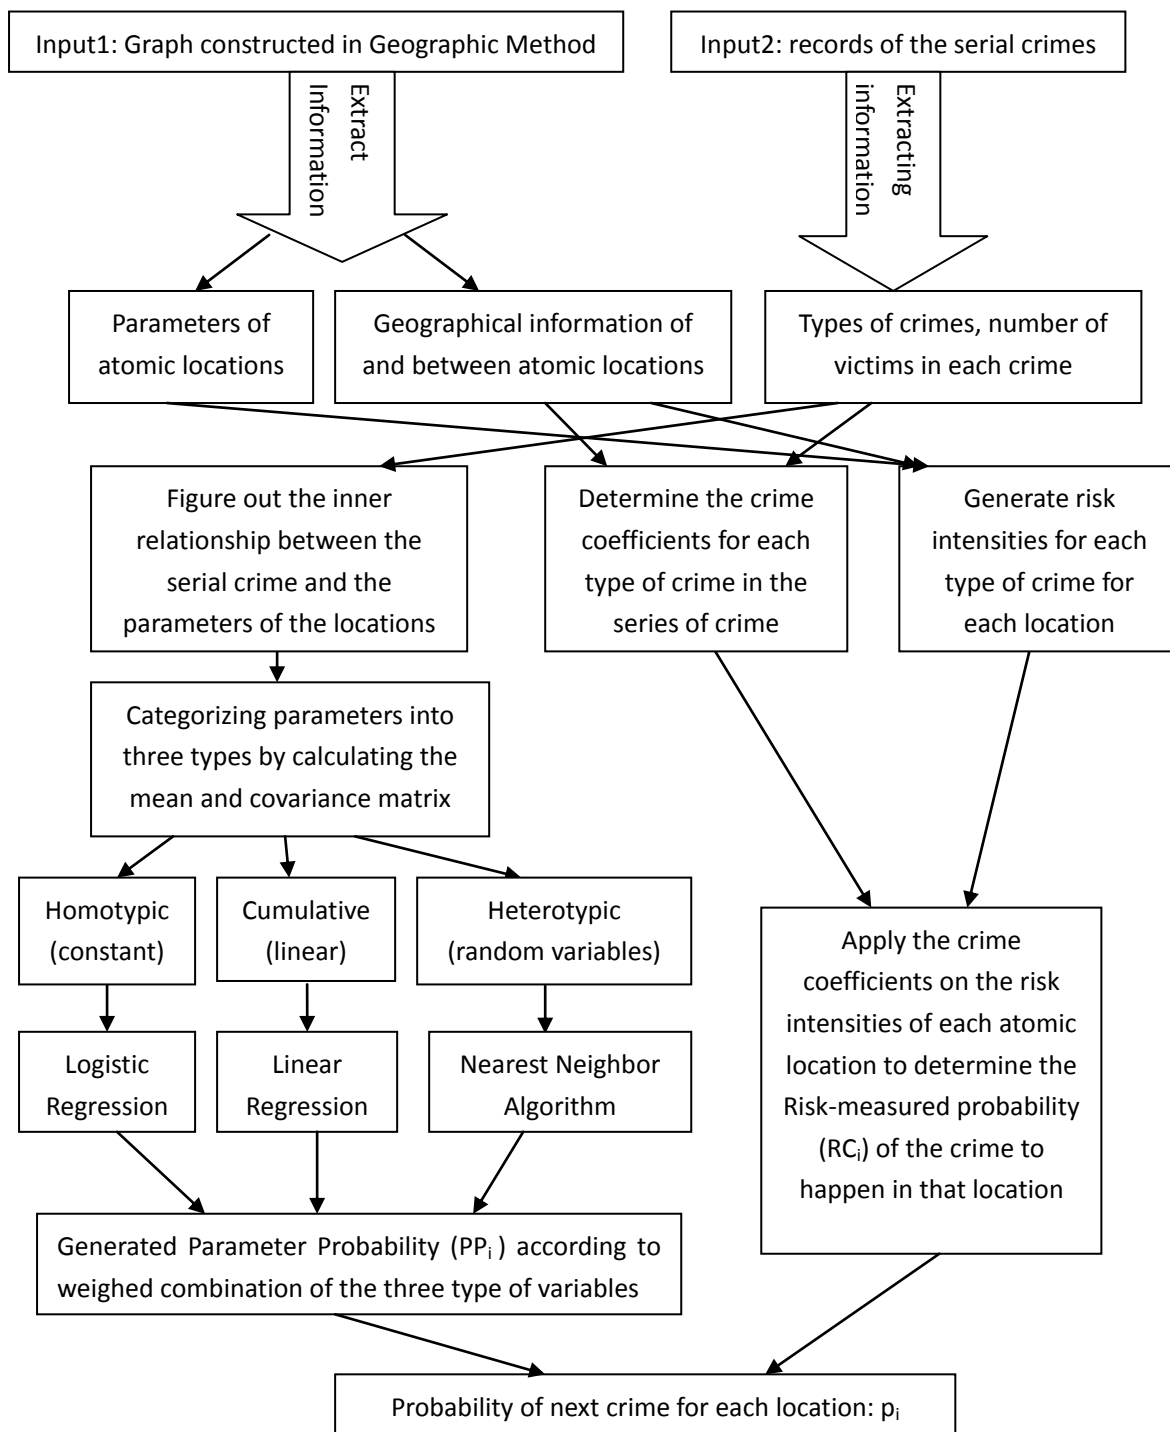 Input1: Graph constructed in Geographic Method
Input2: records of the serial crimes
Extract
Information
Extracting
information
Parameters of
atomic locations
Geographical information of
and between atomic locations
Types of crimes, number of
victims in each crime
Figure out the inner
relationship between the
serial crime and the
parameters of the locations
Determine the crime
coefficients for each
type of crime in the
series of crime
Generate risk
intensities for each
type of crime for
each location
Categorizing parameters into
three types by calculating the
mean and covariance matrix
Homotypic
(constant)
Cumulative
(linear)
Heterotypic
(random variables)
Apply the crime
coefficients on the risk
intensities of each atomic
location to determine the
Risk-measured probability
(RCi) of the crime to
happen in that location
Logistic
Regression
Linear
Regression
Nearest Neighbor
Algorithm
Generated Parameter Probability (PPi ) according to
weighed combination of the three type of variables
Probability of next crime for each location: pi